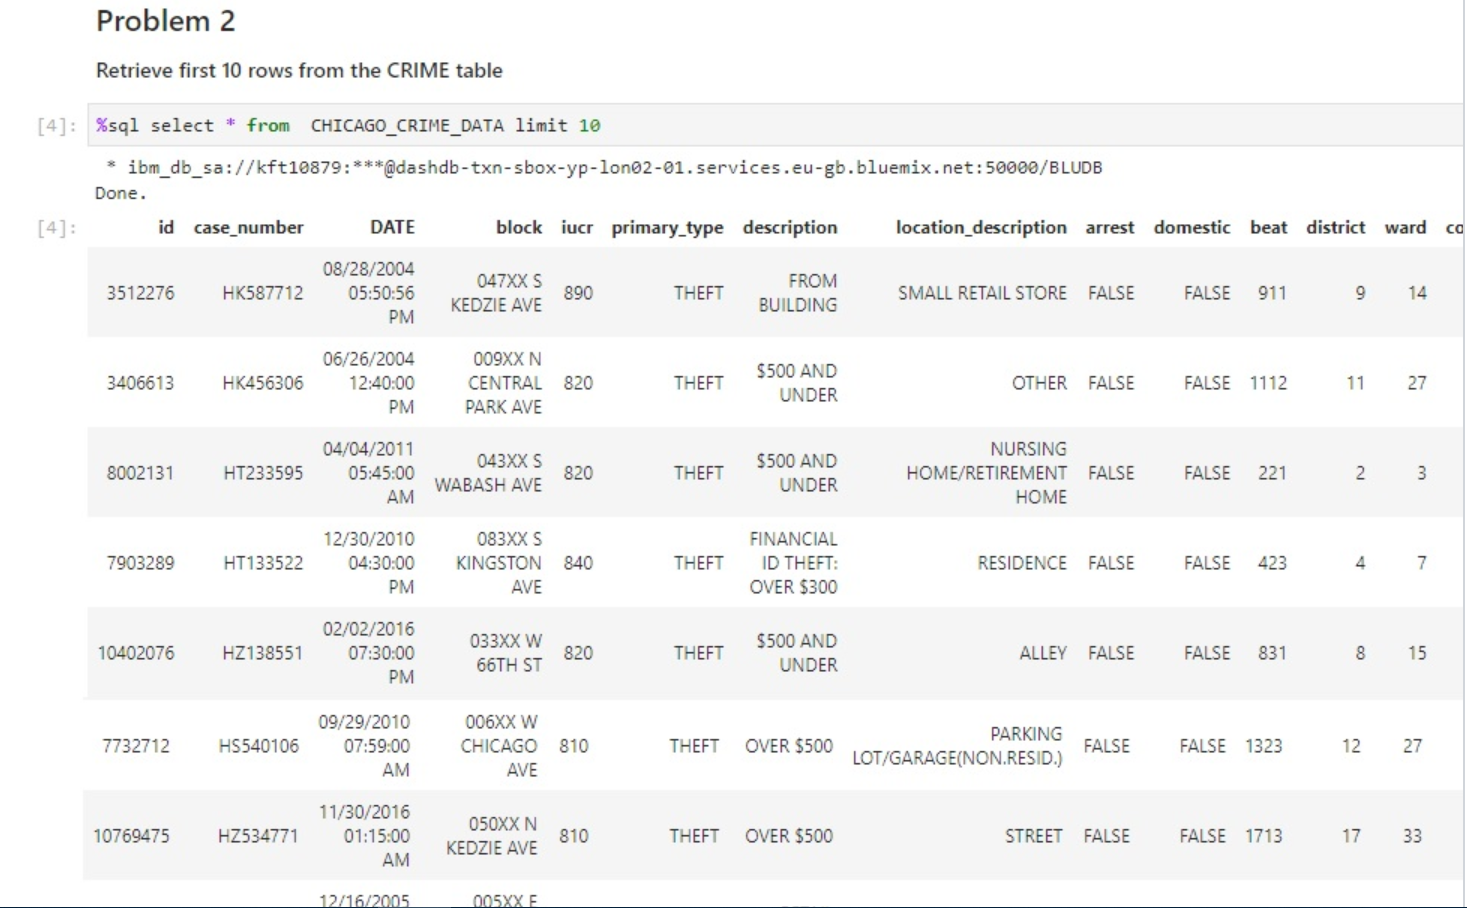 Problem 2
Retrieve first 10 rows from the CRIME table
[4]: %sql select * from  CHICAGO_CRIME_DATA limit 10
* ibm_db_sa://kft10879:***@dashdb-txn-sbox-yp-lon02-01.services.eu-gb.bluemix.net:50000/BLUDB
Done.
[4]: id case_number DATE block iucr primary_type description location_description arrest domestic beat district ward co
3512276 HK587712 08/28/2004 05:50:56 PM 047XX S KEDZIE AVE 890 THEFT FROM BUILDING SMALL RETAIL STORE FALSE FALSE 911 9 14
3406613 HK456306 06/26/2004 12:40:00 PM 009XX N CENTRAL PARK AVE 820 THEFT $500 AND UNDER OTHER FALSE FALSE 1112 11 27
8002131 HT233595 04/04/2011 05:45:00 AM 043XX S WABASH AVE 820 THEFT $500 AND UNDER NURSING HOME/RETIREMENT HOME FALSE FALSE 221 2 3
7903289 HT133522 12/30/2010 04:30:00 PM 083XX S KINGSTON AVE 840 THEFT FINANCIAL ID THEFT: OVER $300 RESIDENCE FALSE FALSE 423 4 7
10402076 HZ138551 02/02/2016 07:30:00 PM 033XX W 66TH ST 820 THEFT $500 AND UNDER ALLEY FALSE FALSE 831 8 15
7732712 HS540106 09/29/2010 07:59:00 AM 006XX W CHICAGO AVE 810 THEFT OVER $500 PARKING LOT/GARAGE(NON.RESID.) FALSE FALSE 1323 12 27
10769475 HZ534771 11/30/2016 01:15:00 AM 050XX N KEDZIE AVE 810 THEFT OVER $500 STREET FALSE FALSE 1713 17 33
12/16/2005 005XX E